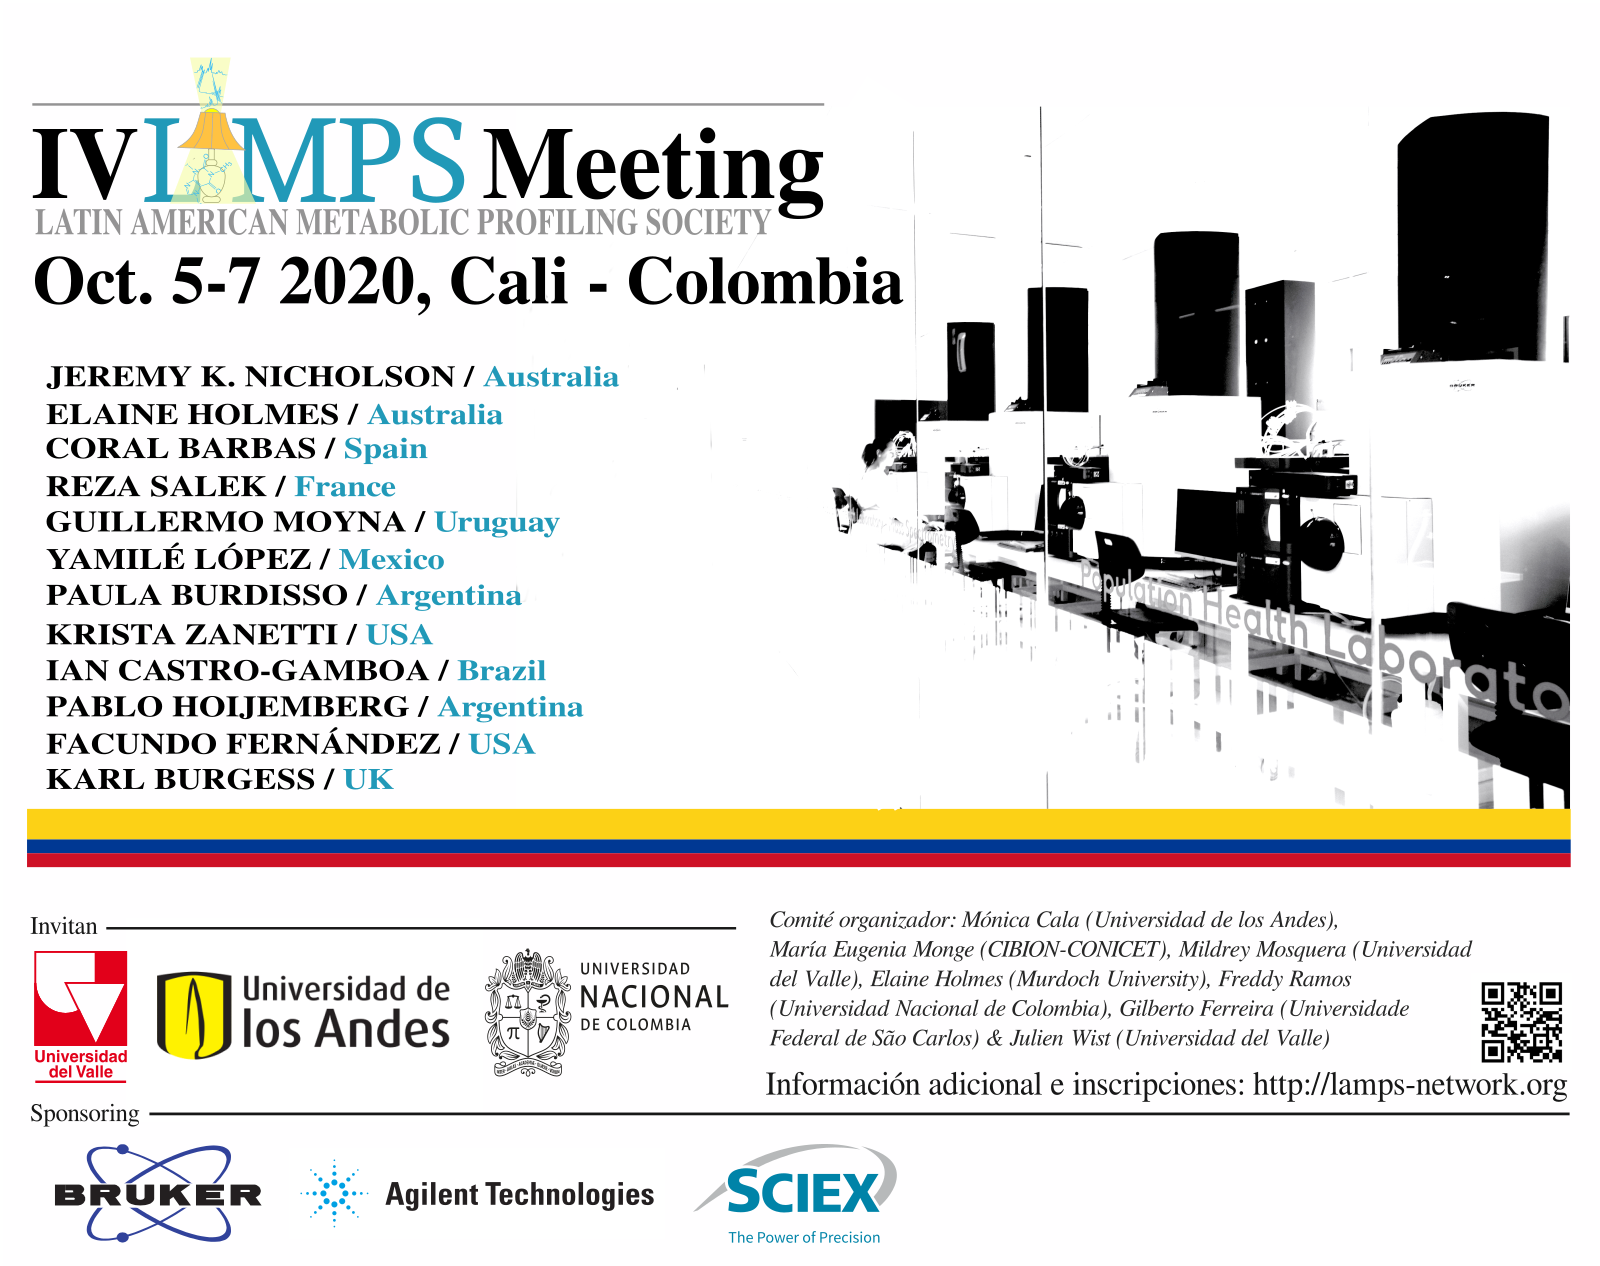 IV LAMPS Meeting
LATIN AMERICAN METABOLIC PROFILING SOCIETY
Oct. 5-7 2020, Cali - Colombia
JEREMY K. NICHOLSON / Australia
ELAINE HOLMES / Australia
CORAL BARBAS / Spain
REZA SALEK / France
GUILLERMO MOYNA / Uruguay
YAMILÉ LÓPEZ / Mexico
PAULA BURDISSO / Argentina
KRISTA ZANETTI / USA
IAN CASTRO-GAMBOA / Brazil
PABLO HOIJEMBERG / Argentina
FACUNDO FERNÁNDEZ / USA
KARL BURGESS / UK
BRUKER
Population Health Laborato
Invitan
Universidad
del Valle
Universidad de
los Andes
UNIVERSIDAD
NACIONAL
DE COLOMBIA
Comité organizador: Mónica Cala (Universidad de los Andes),
María Eugenia Monge (CIBION-CONICET), Mildrey Mosquera (Universidad
del Valle), Elaine Holmes (Murdoch University), Freddy Ramos
(Universidad Nacional de Colombia), Gilberto Ferreira (Universidade
Federal de São Carlos) & Julien Wist (Universidad del Valle)
Información adicional e inscripciones: http://lamps-network.org
Sponsoring
BRUKER
Agilent Technologies
SCIEX
The Power of Precision